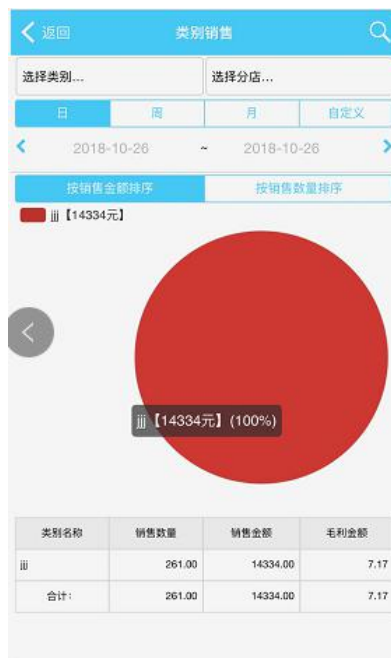 返回 类别销售
选择类别... 选择分店...
日 周 月 自定义
2018-10-26 ~ 2018-10-26
按销售金额排序 按销售数量排序
jjj【14334元】
jjj【14334元】(100%)
类别名称 销售数量 销售金额 毛利金额
jjj 261.00 14334.00 7.17
合计： 261.00 14334.00 7.17